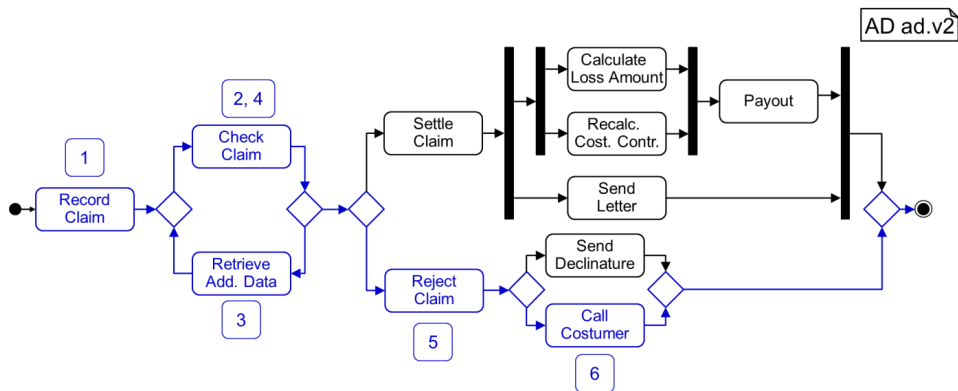 AD ad.v2
Calculate
Loss Amount
2, 4
Payout
Check
Claim
Settle
Claim
Recalc.
Cost. Contr.
1
Record
Claim
Send
Letter
Retrieve
Add. Data
Send
Declinature
Reject
Claim
3
Call
Costumer
5
6